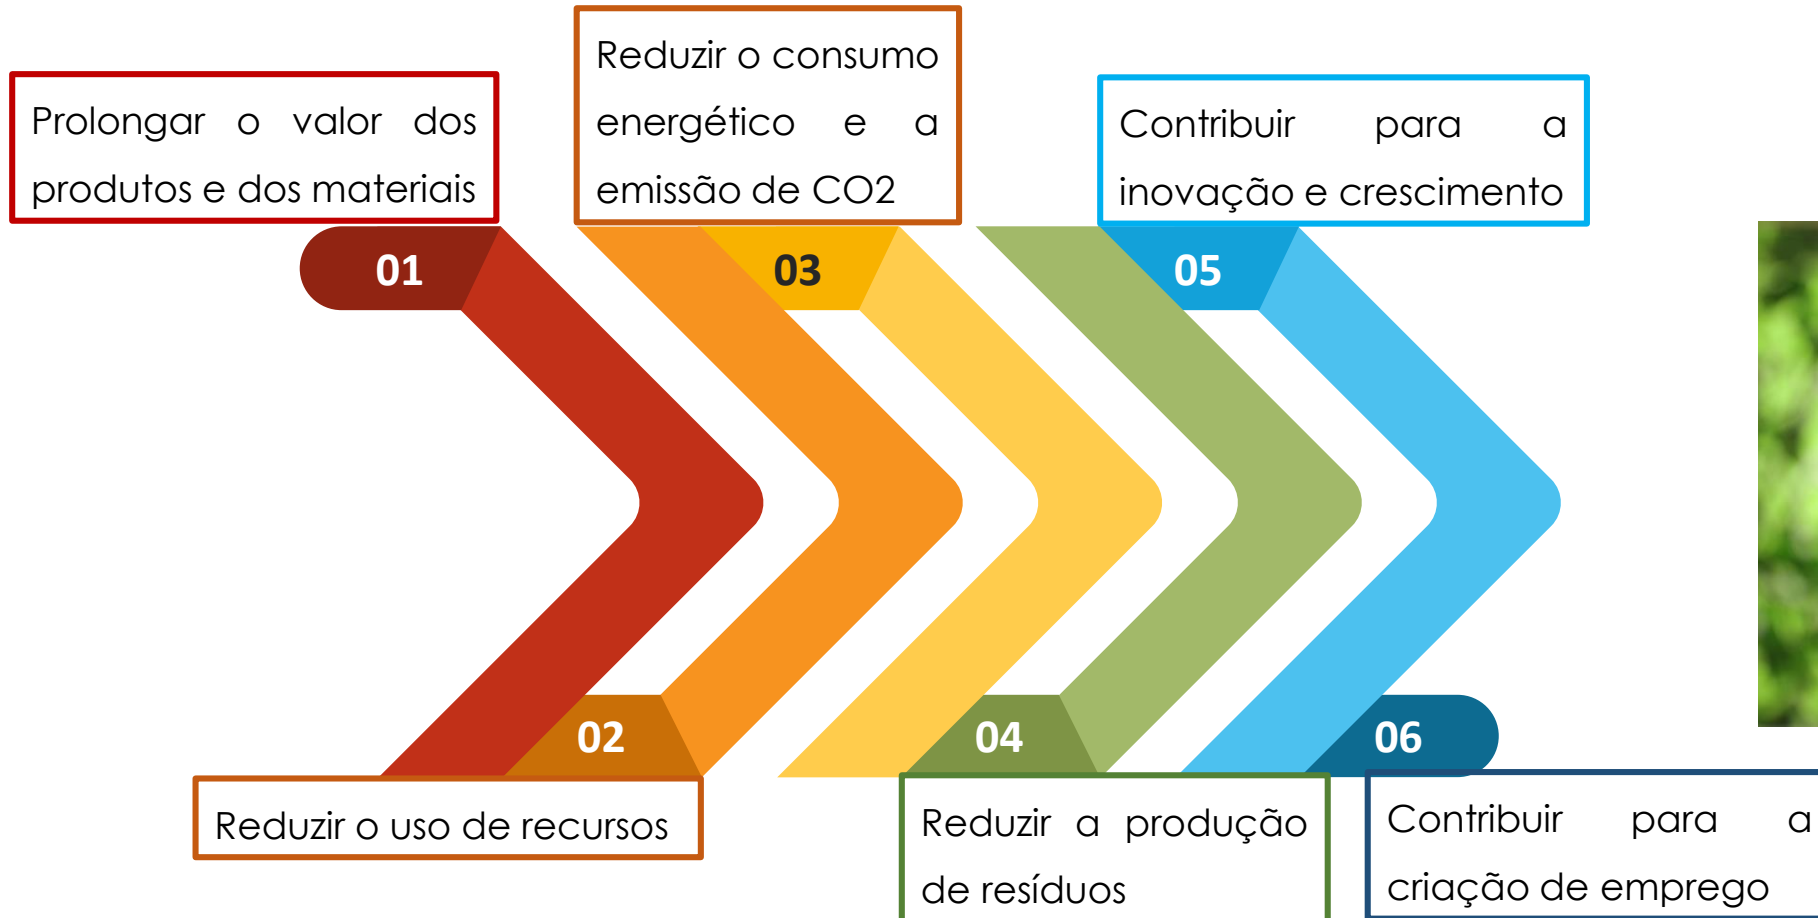 Prolongar o valor dos
produtos e dos materiais
01
Reduzir o uso de recursos
02
Reduzir o consumo
energético e a
emissão de CO2
03
Reduzir a produção
de resíduos
04
Contribuir para a
inovação e crescimento
05
Contribuir para a
criação de emprego
06